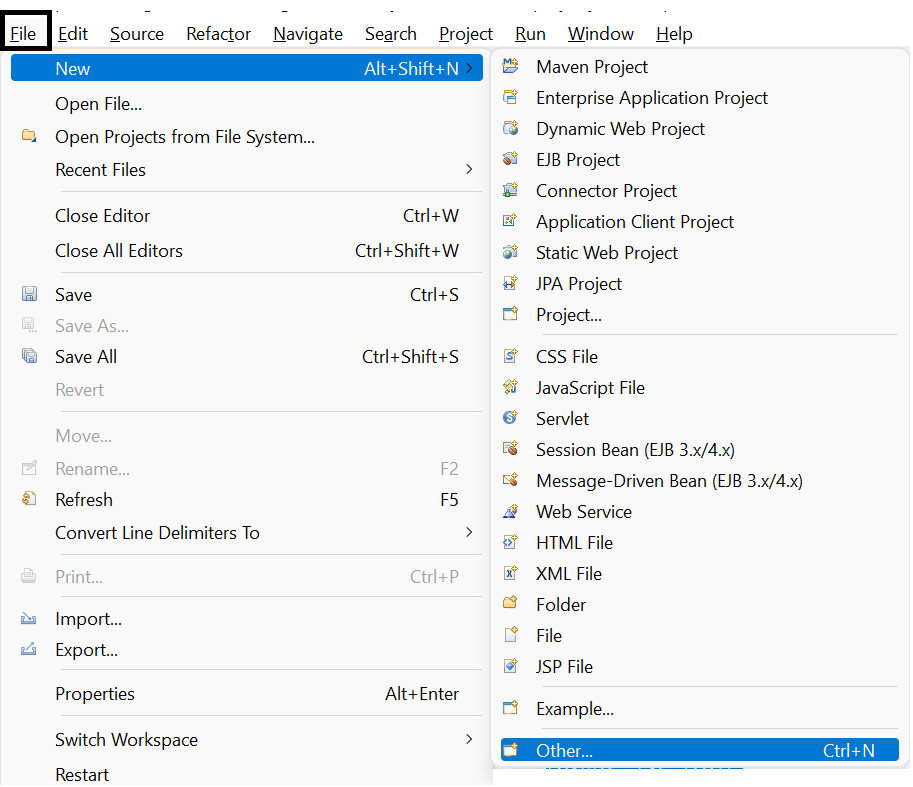 File Edit Source Refactor Navigate Search Project Run Window Help
New Alt+Shift+N
Open File...
Open Projects from File System...
Recent Files
Close Editor Ctrl+W
Close All Editors Ctrl+Shift+W
Save Ctrl+S
Save As...
Save All Ctrl+Shift+S
Revert
Move...
Rename... F2
Refresh F5
Convert Line Delimiters To
Print... Ctrl+P
Import...
Export...
Properties Alt+Enter
Switch Workspace
Restart
Maven Project
Enterprise Application Project
Dynamic Web Project
EJB Project
Connector Project
Application Client Project
Static Web Project
JPA Project
Project...
CSS File
JavaScript File
Servlet
Session Bean (EJB 3.x/4.x)
Message-Driven Bean (EJB 3.x/4.x)
Web Service
HTML File
XML File
Folder
File
JSP File
Example...
Other... Ctrl+N